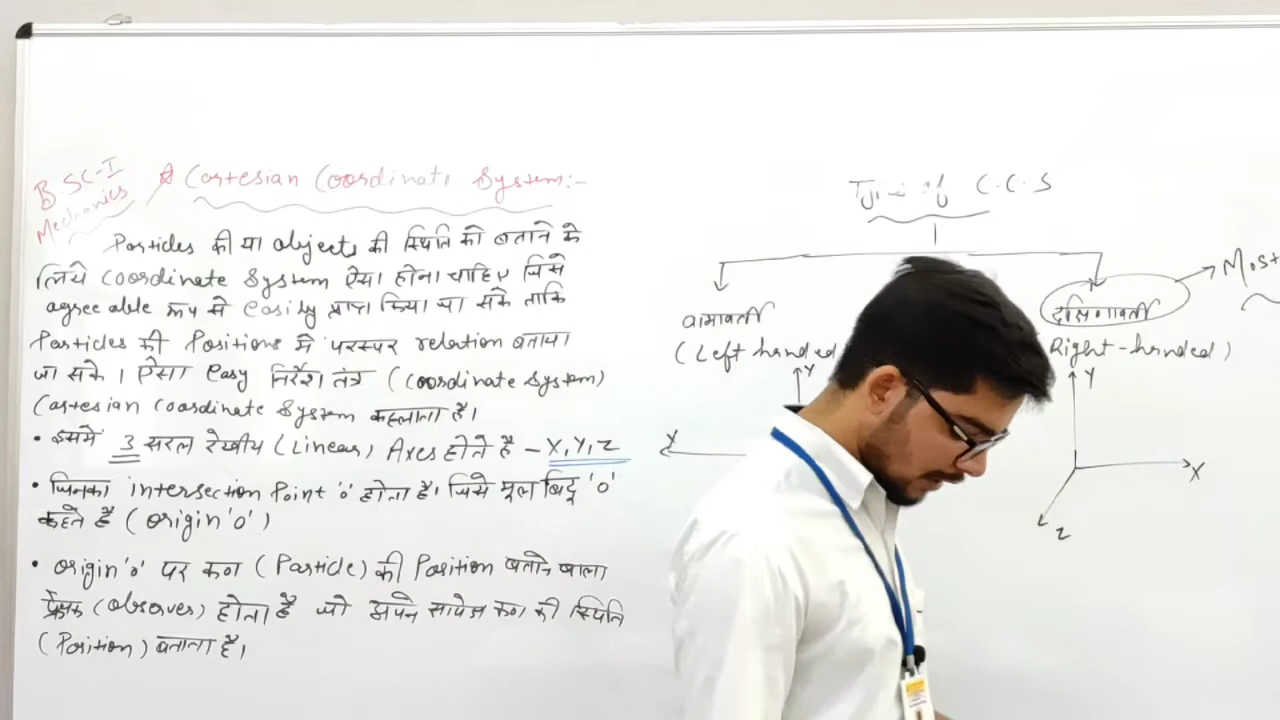 B.SC-I
Mechanics
Cartesian Coordinate System:-
Particles की या objects की स्थिति को बताने के
लिये Coordinate System ऐसा होना चाहिए जिसे
agree able रूप से easily प्राप्त किया जा सके ताकि
Particles की Positions में परस्पर relation बताया
जा सके। ऐसा easy निर्देश तंत्र (Coordinate System)
Cartesian Coordinate System कहलाता है।
• इसमें 3 सरल रेखीय (Linear) Axes होते है - X, Y, Z
• जिनका intersection Point 'o' होता है। जिसे मूल बिंदू 'o'
कहते है (origin 'o')
• origin 'o' पर कण (Particle) की Position बताने वाला
प्रेक्षक (observer) होता है जो अपने सापेक्ष कण की स्थिति
(Position) बताता है।
of C.C.S
वामावर्ती
(Left handed
Y
X
दक्षिणावर्ती
Right-handed)
Most
Y
X
Z